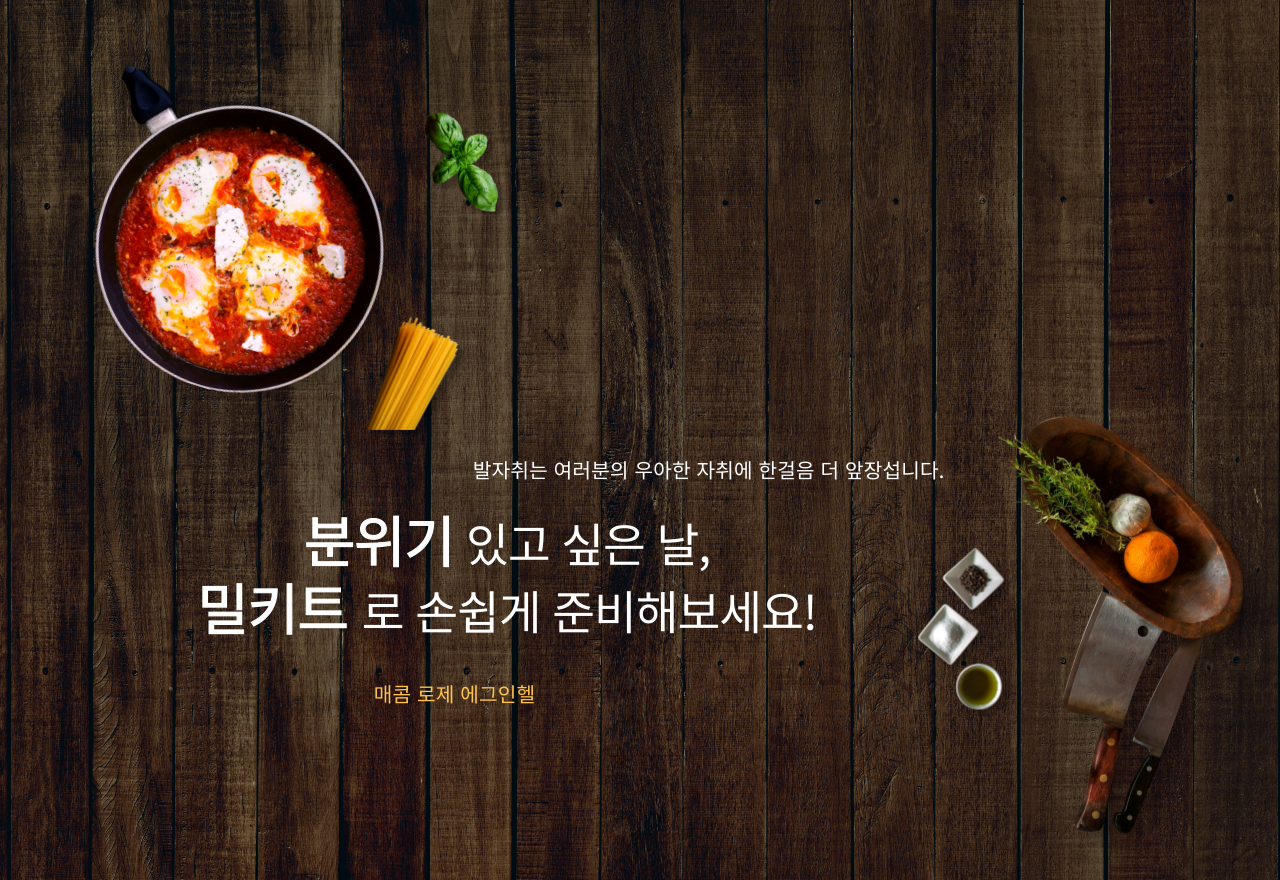 발자취는 여러분의 우아한 자취에 한걸음 더 앞장섭니다.
분위기 있고 싶은 날,
밀키트 로 손쉽게 준비해보세요!
매콤 로제 에그인헬